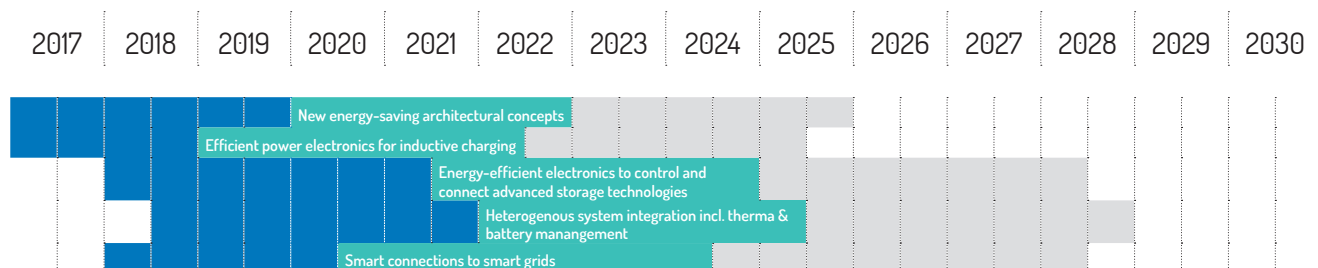 2017 2018 2019 2020 2021 2022 2023 2024 2025 2026 2027 2028 2029 2030
New energy-saving architectural concepts
Efficient power electronics for inductive charging
Energy-efficient electronics to control and
connect advanced storage technologies
Heterogenous system integration incl. therma &
battery manangement
Smart connections to smart grids